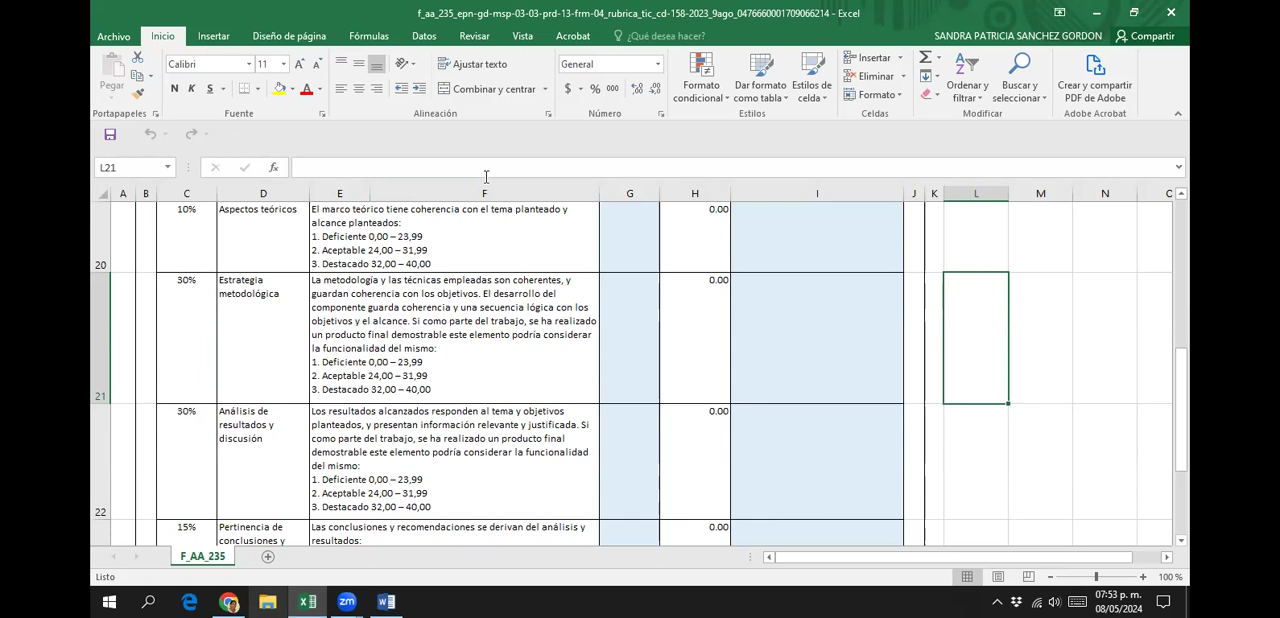 f_aa_235_epn-gd-msp-03-03-prd-13-frm-04_rubrica_tic_cd-158-2023_9ago_0476660001709066214 - Excel
Archivo Inicio Insertar Diseño de página Fórmulas Datos Revisar Vista Acrobat ¿Qué desea hacer? SANDRA PATRICIA SANCHEZ GORDON Compartir
Pegar
Portapapeles
Calibri 11
N K S
Fuente
Ajustar texto
Combinar y centrar
Alineación
General
$ % 000
Número
Formato condicional
Dar formato como tabla
Estilos de celda
Estilos
Insertar
Eliminar
Formato
Celdas
Ordenar y filtrar
Buscar y seleccionar
Modificar
Crear y compartir PDF de Adobe
Adobe Acrobat
L21
fx
A B C D E F G H I J K L M N O
20
10% Aspectos teóricos
El marco teórico tiene coherencia con el tema planteado y
alcance planteados:
1. Deficiente 0,00 – 23,99
2. Aceptable 24,00 – 31,99
3. Destacado 32,00 – 40,00
0.00
21
30% Estrategia
metodológica
La metodología y las técnicas empleadas son coherentes, y
guardan coherencia con los objetivos. El desarrollo del
componente guarda coherencia y una secuencia lógica con los
objetivos y el alcance. Si como parte del trabajo, se ha realizado
un producto final demostrable este elemento podría considerar
la funcionalidad del mismo:
1. Deficiente 0,00 – 23,99
2. Aceptable 24,00 – 31,99
3. Destacado 32,00 – 40,00
0.00
22
30% Análisis de
resultados y
discusión
Los resultados alcanzados responden al tema y objetivos
planteados, y presentan información relevante y justificada. Si
como parte del trabajo, se ha realizado un producto final
demostrable este elemento podría considerar la funcionalidad
del mismo:
1. Deficiente 0,00 – 23,99
2. Aceptable 24,00 – 31,99
3. Destacado 32,00 – 40,00
0.00
15% Pertinencia de
conclusiones y
Las conclusiones y recomendaciones se derivan del análisis y
resultados:
0.00
F_AA_235
Listo
100 %
07:53 p. m.
08/05/2024